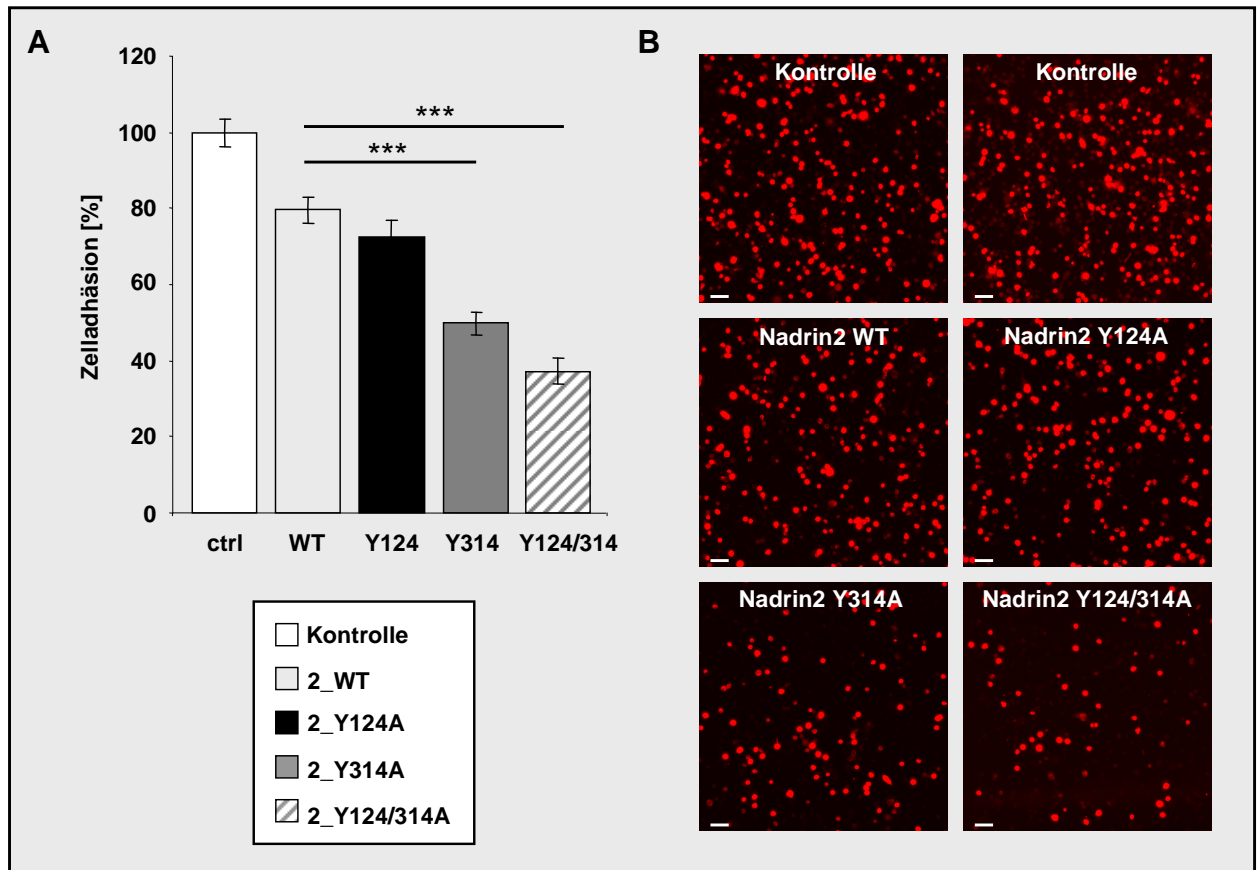 A
120
100
80
60
40
20
0
Zelladhäsion [%]
***
***
ctrl WT Y124 Y314 Y124/314
Kontrolle
2_WT
2_Y124A
2_Y314A
2_Y124/314A
B
Kontrolle
Kontrolle
Nadrin2 WT
Nadrin2 Y124A
Nadrin2 Y314A
Nadrin2 Y124/314A